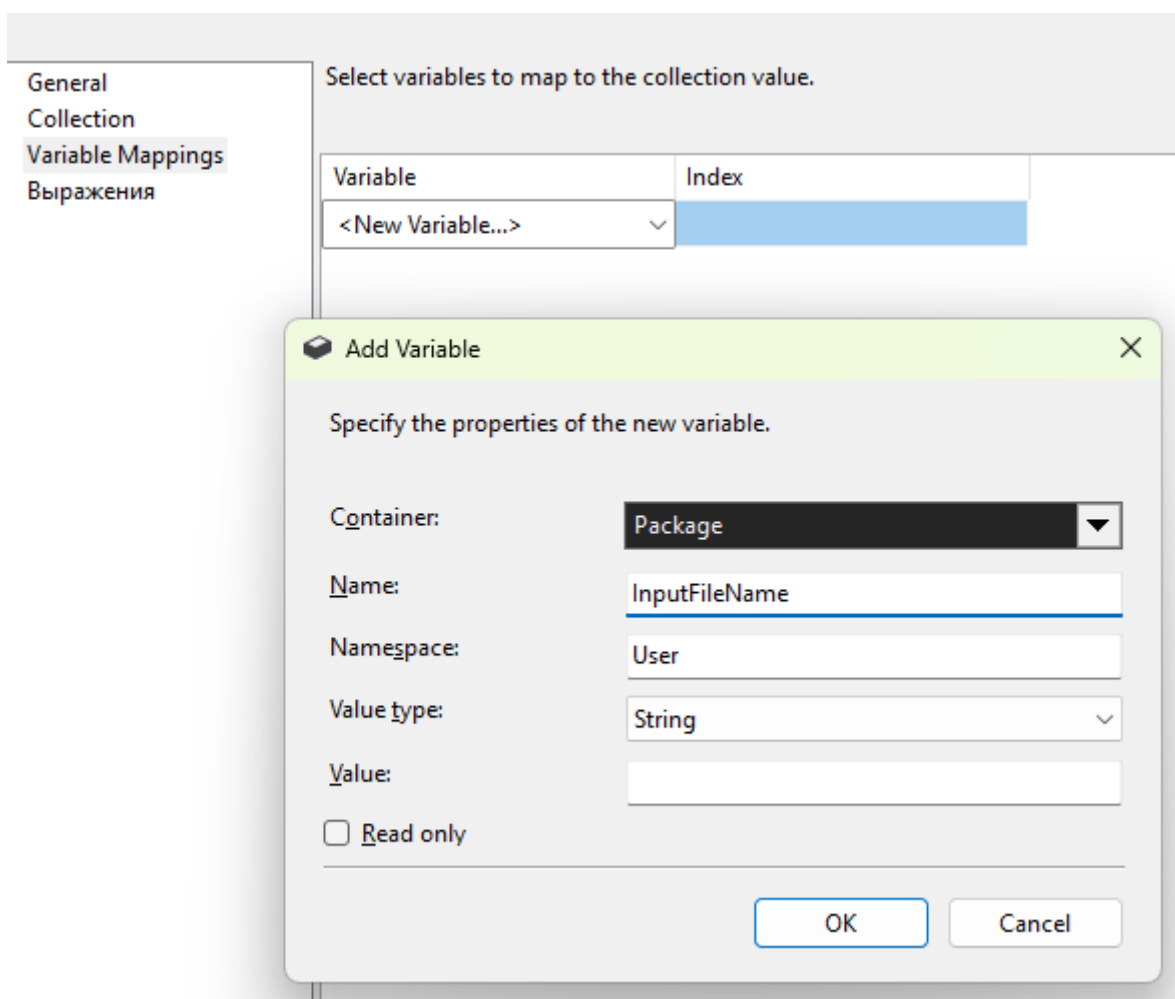 General
Collection
Variable Mappings
Выражения
Select variables to map to the collection value.
Variable Index
<New Variable...>
Add Variable
Specify the properties of the new variable.
Container: Package
Name: InputFileName
Namespace: User
Value type: String
Value:
Read only
OK Cancel